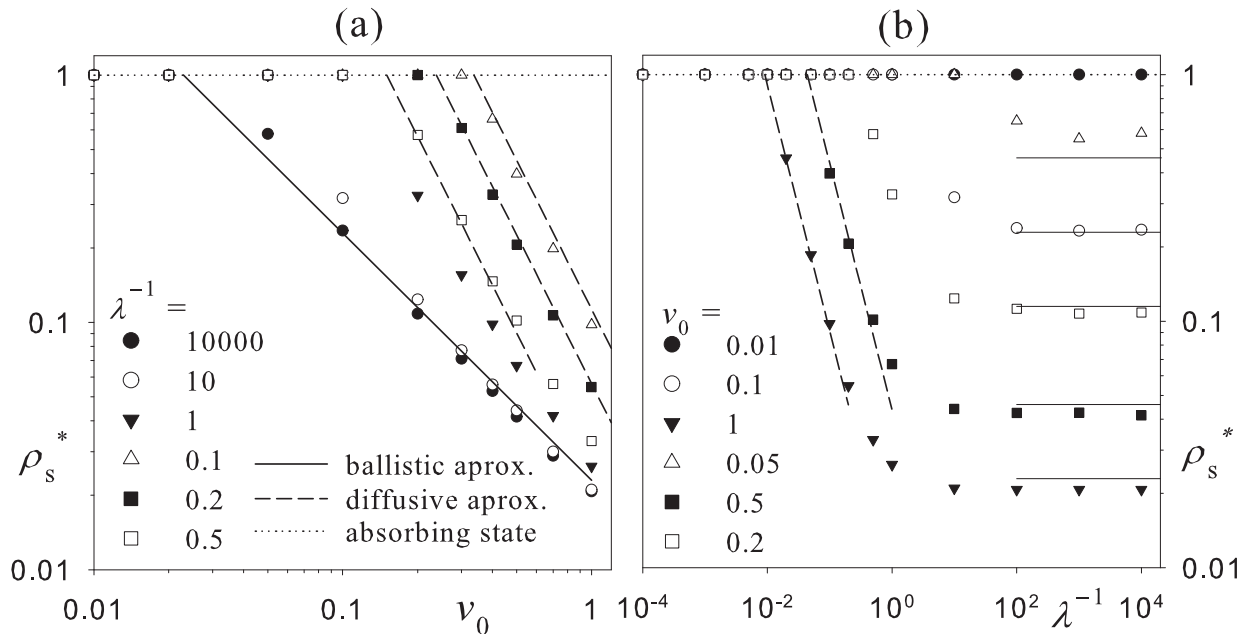 (a)
(b)
1
0.1
0.01
ρs*
λ⁻¹ =
10000
10
1
0.1
0.2
0.5
ballistic aprox.
diffusive aprox.
absorbing state
0.01
0.1
1
v₀
v₀ =
0.01
0.1
1
0.05
0.5
0.2
10⁻⁴
10⁻²
10⁰
10²
10⁴
λ⁻¹
1
0.1
0.01
ρs*